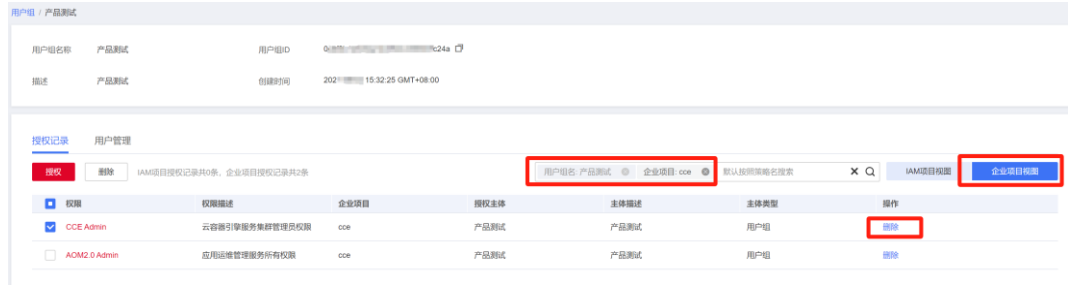 用户组 / 产品测试
用户组名称 产品测试 用户组ID c24a
描述 产品测试 创建时间 202 15:32:25 GMT+08:00
授权记录 用户管理
授权 删除 IAM项目授权记录共0条，企业项目授权记录共2条 用户组名: 产品测试 企业项目: cce 默认按照策略名搜索 IAM项目视图 企业项目视图
权限 权限描述 企业项目 授权主体 主体描述 主体类型 操作
CCE Admin 云容器引擎服务集群管理员权限 cce 产品测试 产品测试 用户组 删除
AOM2.0 Admin 应用运维管理服务所有权限 cce 产品测试 产品测试 用户组 删除